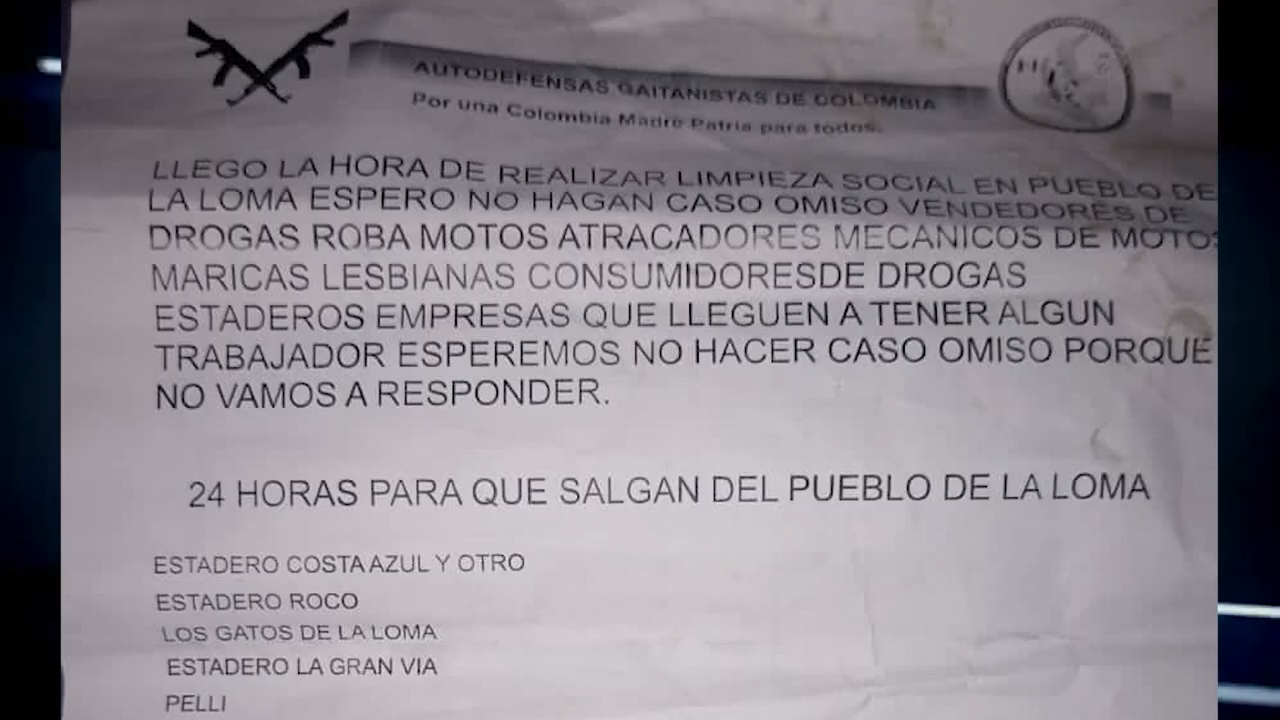 AUTODEFENSAS GAITANISTAS DE COLOMBIA
Por una Colombia Madre Patria para todos.
LLEGO LA HORA DE REALIZAR LIMPIEZA SOCIAL EN PUEBLO DE
LA LOMA ESPERO NO HAGAN CASO OMISO VENDEDORES DE
DROGAS ROBA MOTOS ATRACADORES MECANICOS DE MOTOS
MARICAS LESBIANAS CONSUMIDORESDE DROGAS
ESTADEROS EMPRESAS QUE LLEGUEN A TENER ALGUN
TRABAJADOR ESPEREMOS NO HACER CASO OMISO PORQUE
NO VAMOS A RESPONDER.
24 HORAS PARA QUE SALGAN DEL PUEBLO DE LA LOMA
ESTADERO COSTA AZUL Y OTRO
ESTADERO ROCO
LOS GATOS DE LA LOMA
ESTADERO LA GRAN VIA
PELLI